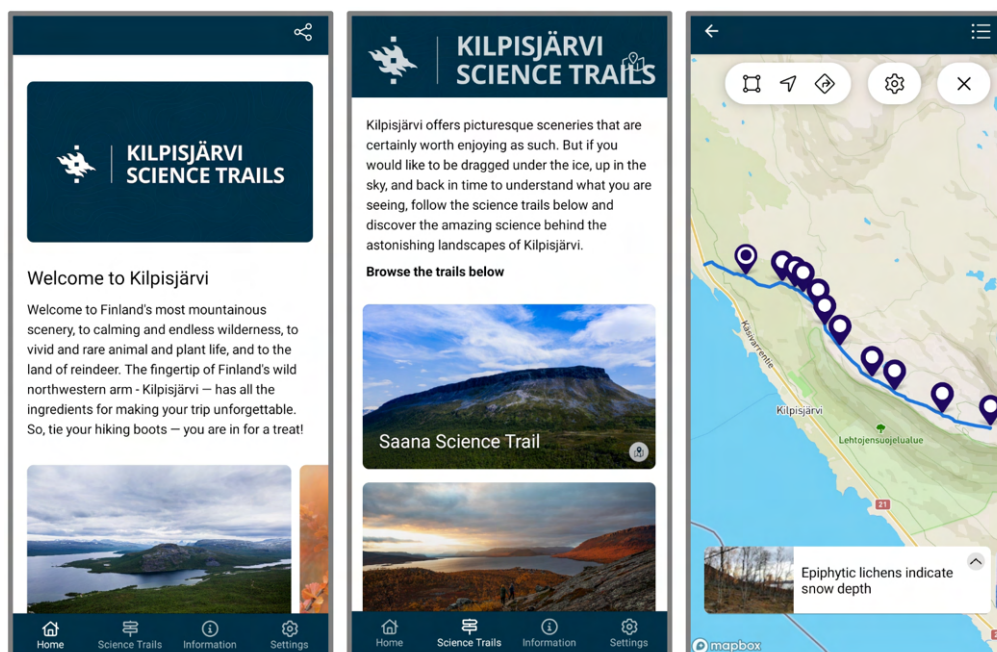 KILPISJÄRVI
SCIENCE TRAILS
Welcome to Kilpisjärvi
Welcome to Finland's most mountainous
scenery, to calming and endless wilderness, to
vivid and rare animal and plant life, and to the
land of reindeer. The fingertip of Finland's wild
northwestern arm - Kilpisjärvi — has all the
ingredients for making your trip unforgettable.
So, tie your hiking boots — you are in for a treat!
Home
Science Trails
Information
Settings
KILPISJÄRVI
SCIENCE TRAILS
Kilpisjärvi offers picturesque sceneries that are
certainly worth enjoying as such. But if you
would like to be dragged under the ice, up in the
sky, and back in time to understand what you are
seeing, follow the science trails below and
discover the amazing science behind the
astonishing landscapes of Kilpisjärvi.
Browse the trails below
Saana Science Trail
Home
Science Trails
Information
Settings
Käsivarrentie
Kilpisjärvi
Lehtojensuojelualue
21
Epiphytic lichens indicate
snow depth
mapbox